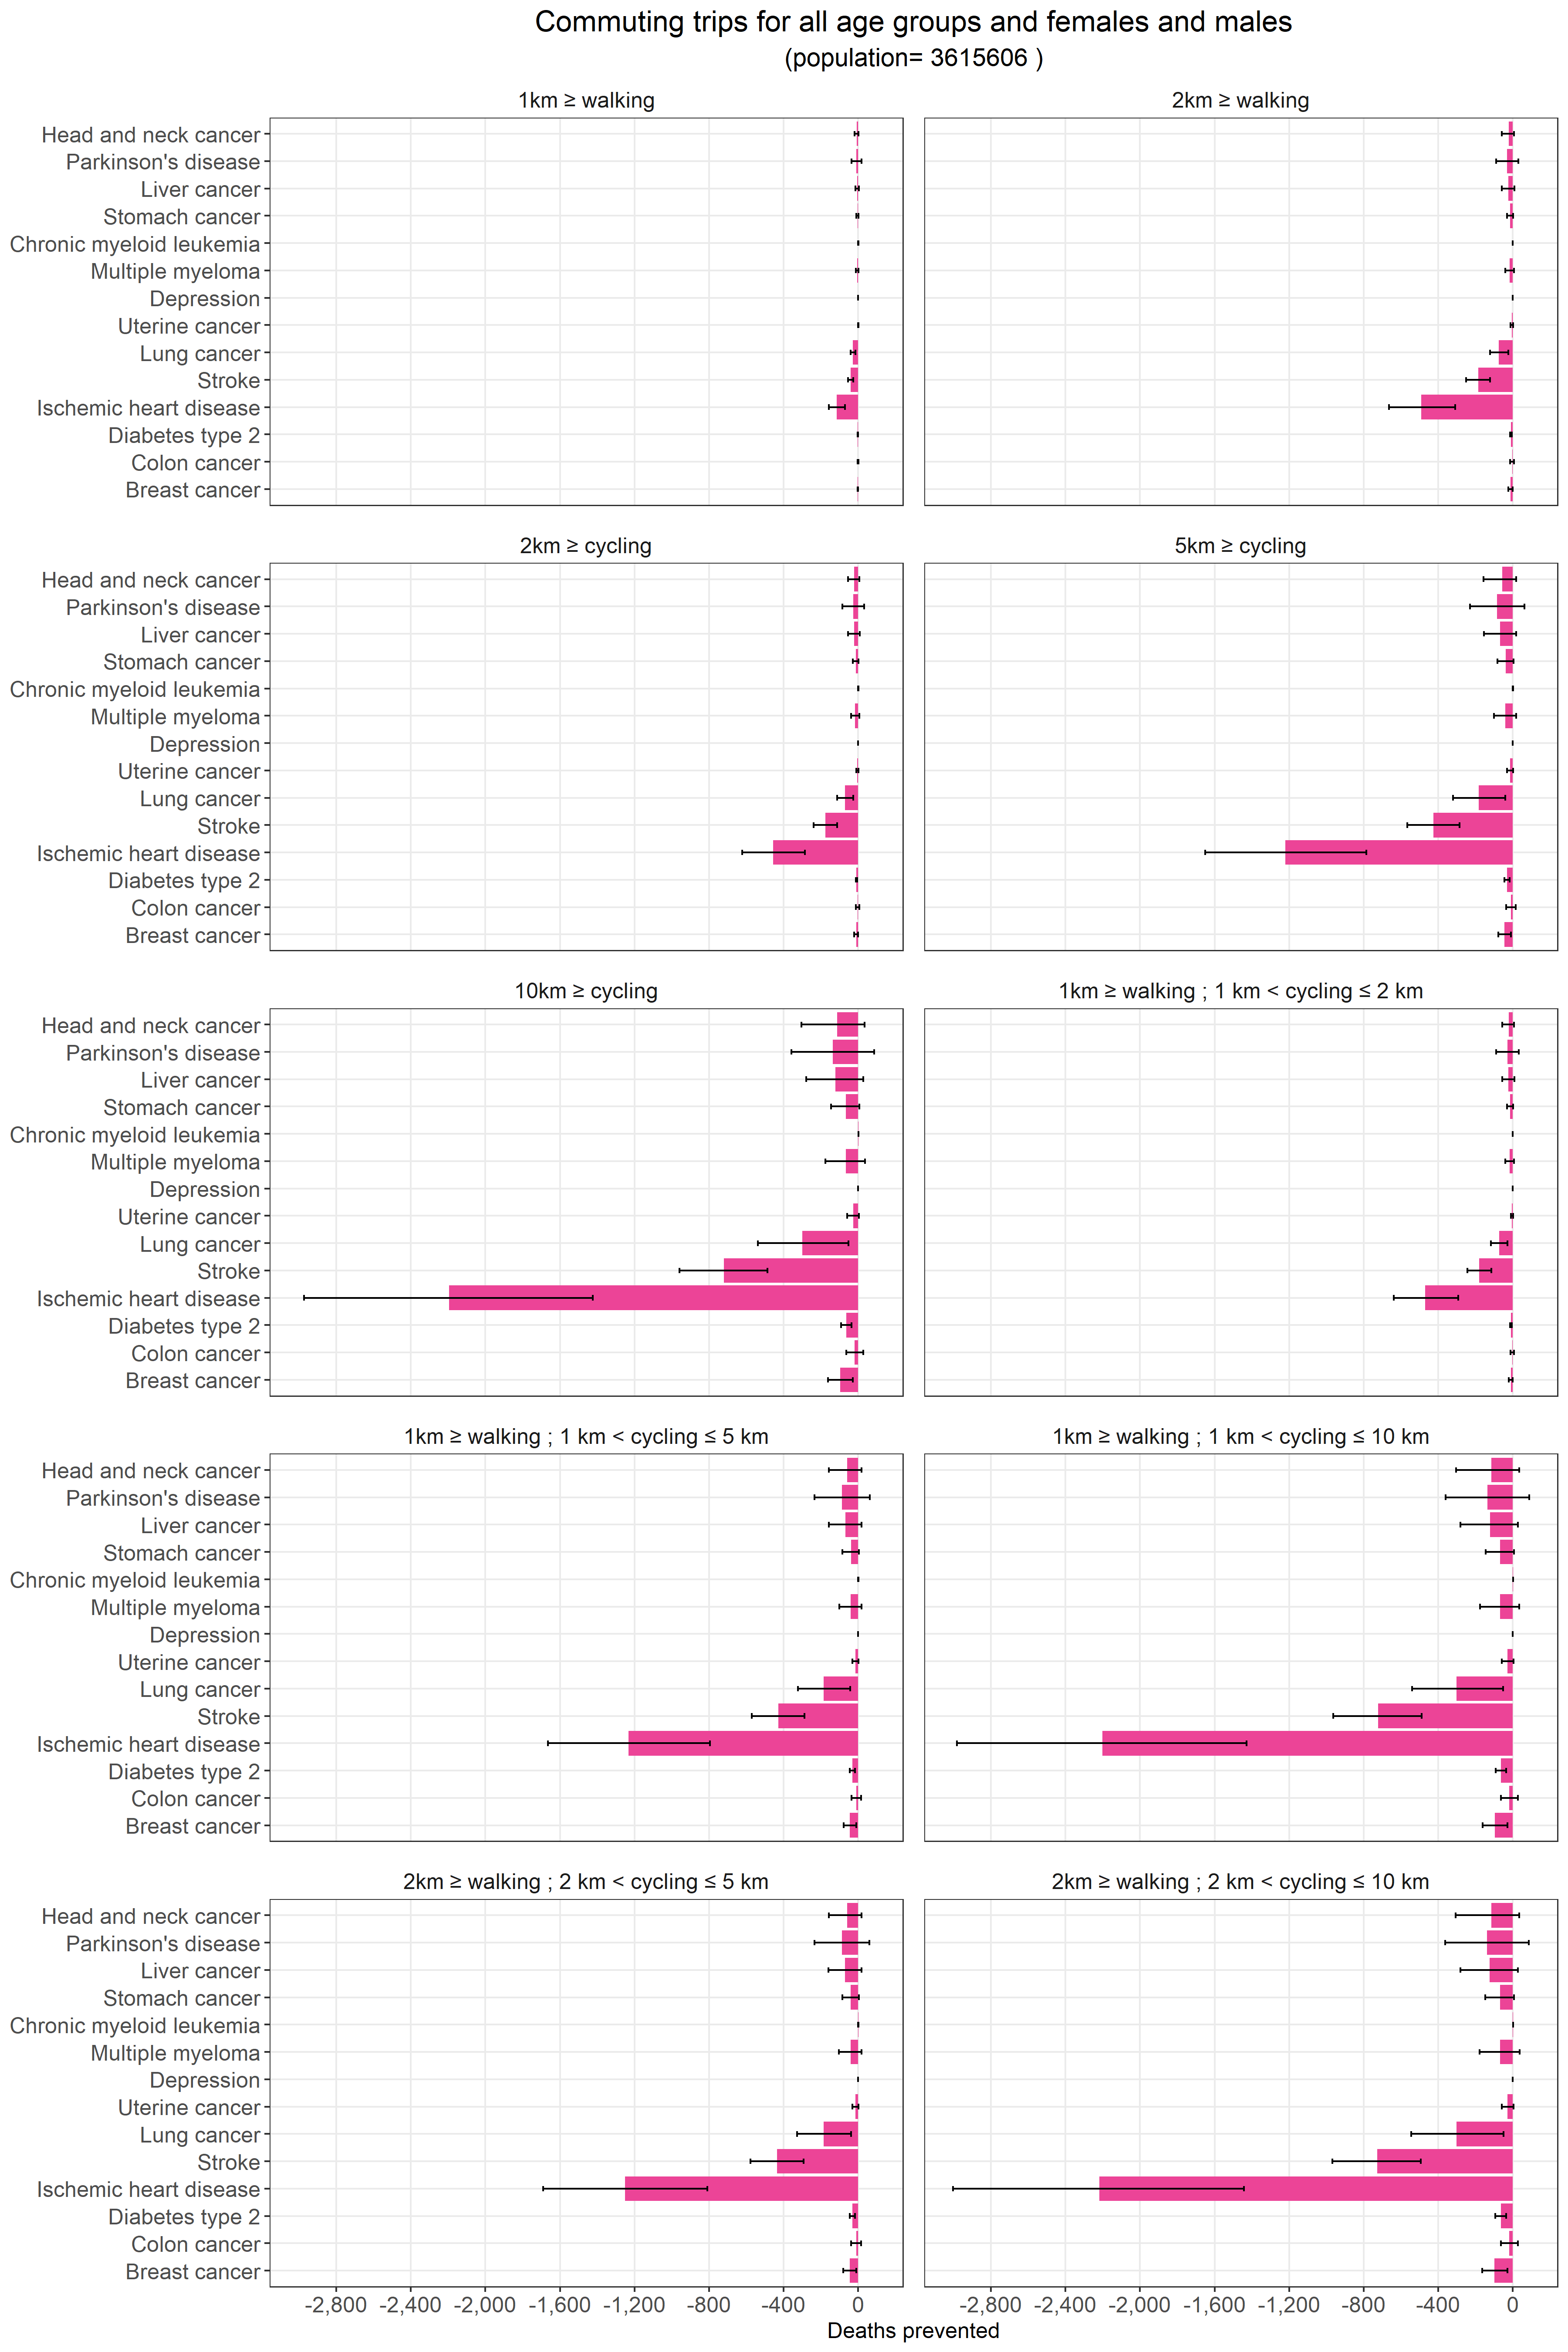 Commuting trips for all age groups and females and males
(population= 3615606 )
1km ≥ walking
2km ≥ walking
Head and neck cancer
Parkinson's disease
Liver cancer
Stomach cancer
Chronic myeloid leukemia
Multiple myeloma
Depression
Uterine cancer
Lung cancer
Stroke
Ischemic heart disease
Diabetes type 2
Colon cancer
Breast cancer
2km ≥ cycling
5km ≥ cycling
Head and neck cancer
Parkinson's disease
Liver cancer
Stomach cancer
Chronic myeloid leukemia
Multiple myeloma
Depression
Uterine cancer
Lung cancer
Stroke
Ischemic heart disease
Diabetes type 2
Colon cancer
Breast cancer
10km ≥ cycling
1km ≥ walking ; 1 km < cycling ≤ 2 km
Head and neck cancer
Parkinson's disease
Liver cancer
Stomach cancer
Chronic myeloid leukemia
Multiple myeloma
Depression
Uterine cancer
Lung cancer
Stroke
Ischemic heart disease
Diabetes type 2
Colon cancer
Breast cancer
1km ≥ walking ; 1 km < cycling ≤ 5 km
1km ≥ walking ; 1 km < cycling ≤ 10 km
Head and neck cancer
Parkinson's disease
Liver cancer
Stomach cancer
Chronic myeloid leukemia
Multiple myeloma
Depression
Uterine cancer
Lung cancer
Stroke
Ischemic heart disease
Diabetes type 2
Colon cancer
Breast cancer
2km ≥ walking ; 2 km < cycling ≤ 5 km
2km ≥ walking ; 2 km < cycling ≤ 10 km
Head and neck cancer
Parkinson's disease
Liver cancer
Stomach cancer
Chronic myeloid leukemia
Multiple myeloma
Depression
Uterine cancer
Lung cancer
Stroke
Ischemic heart disease
Diabetes type 2
Colon cancer
Breast cancer
-2,800 -2,400 -2,000 -1,600 -1,200 -800 -400 0
-2,800 -2,400 -2,000 -1,600 -1,200 -800 -400 0
Deaths prevented